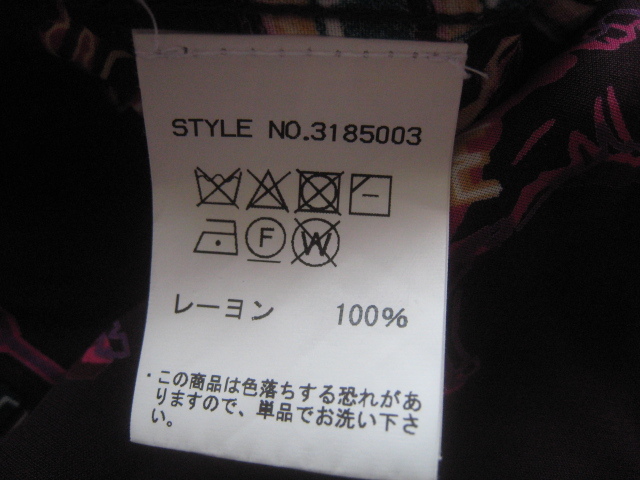 STYLE NO.3185003
F W
レーヨン 100%
・この商品は色落ちする恐れがあ
りますので、単品でお洗い下さ
い。